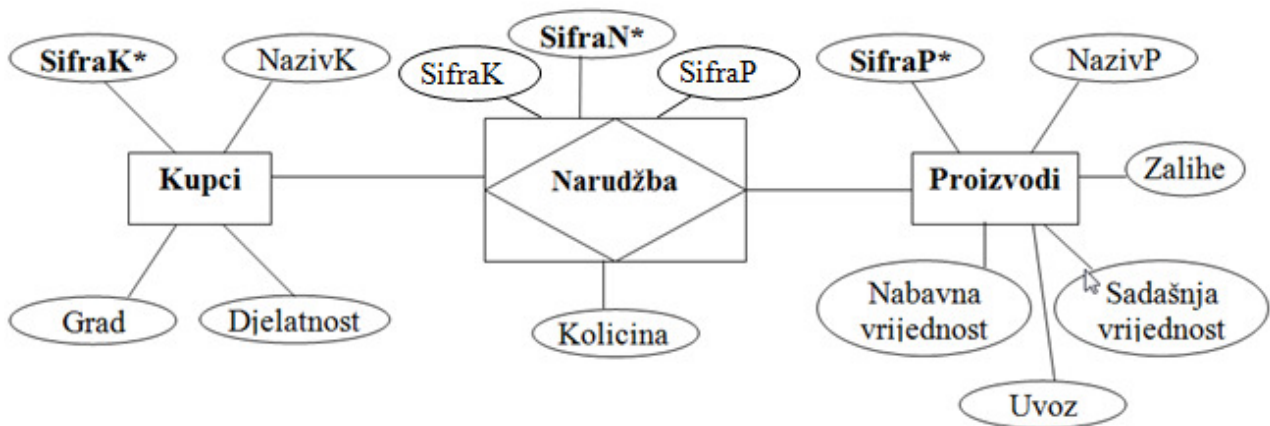 SifraK*
NazivK
SifraN*
SifraK
SifraP
SifraP*
NazivP
Kupci
Narudžba
Proizvodi
Zalihe
Grad
Djelatnost
Kolicina
Nabavna
vrijednost
Sadašnja
vrijednost
Uvoz